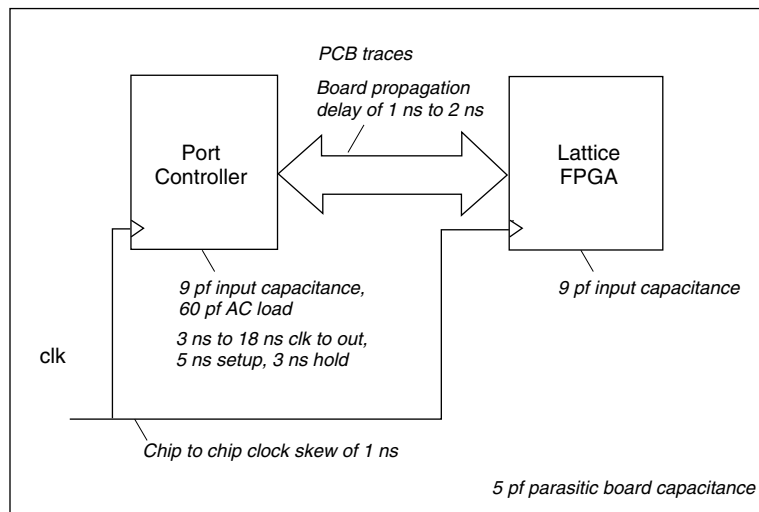 PCB traces
Board propagation
delay of 1 ns to 2 ns
Port
Controller
Lattice
FPGA
9 pf input capacitance,
60 pf AC load
3 ns to 18 ns clk to out,
5 ns setup, 3 ns hold
9 pf input capacitance
clk
Chip to chip clock skew of 1 ns
5 pf parasitic board capacitance